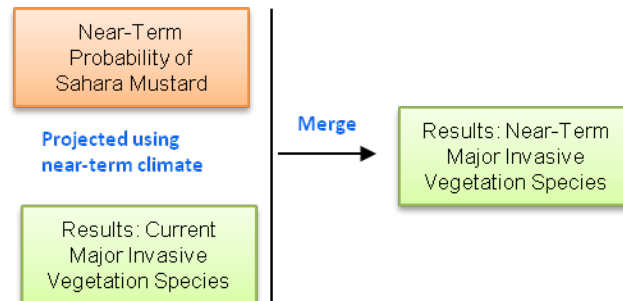 Near-Term
Probability of
Sahara Mustard
Projected using
near-term climate
Results: Current
Major Invasive
Vegetation Species
Merge
Results: Near-Term
Major Invasive
Vegetation Species